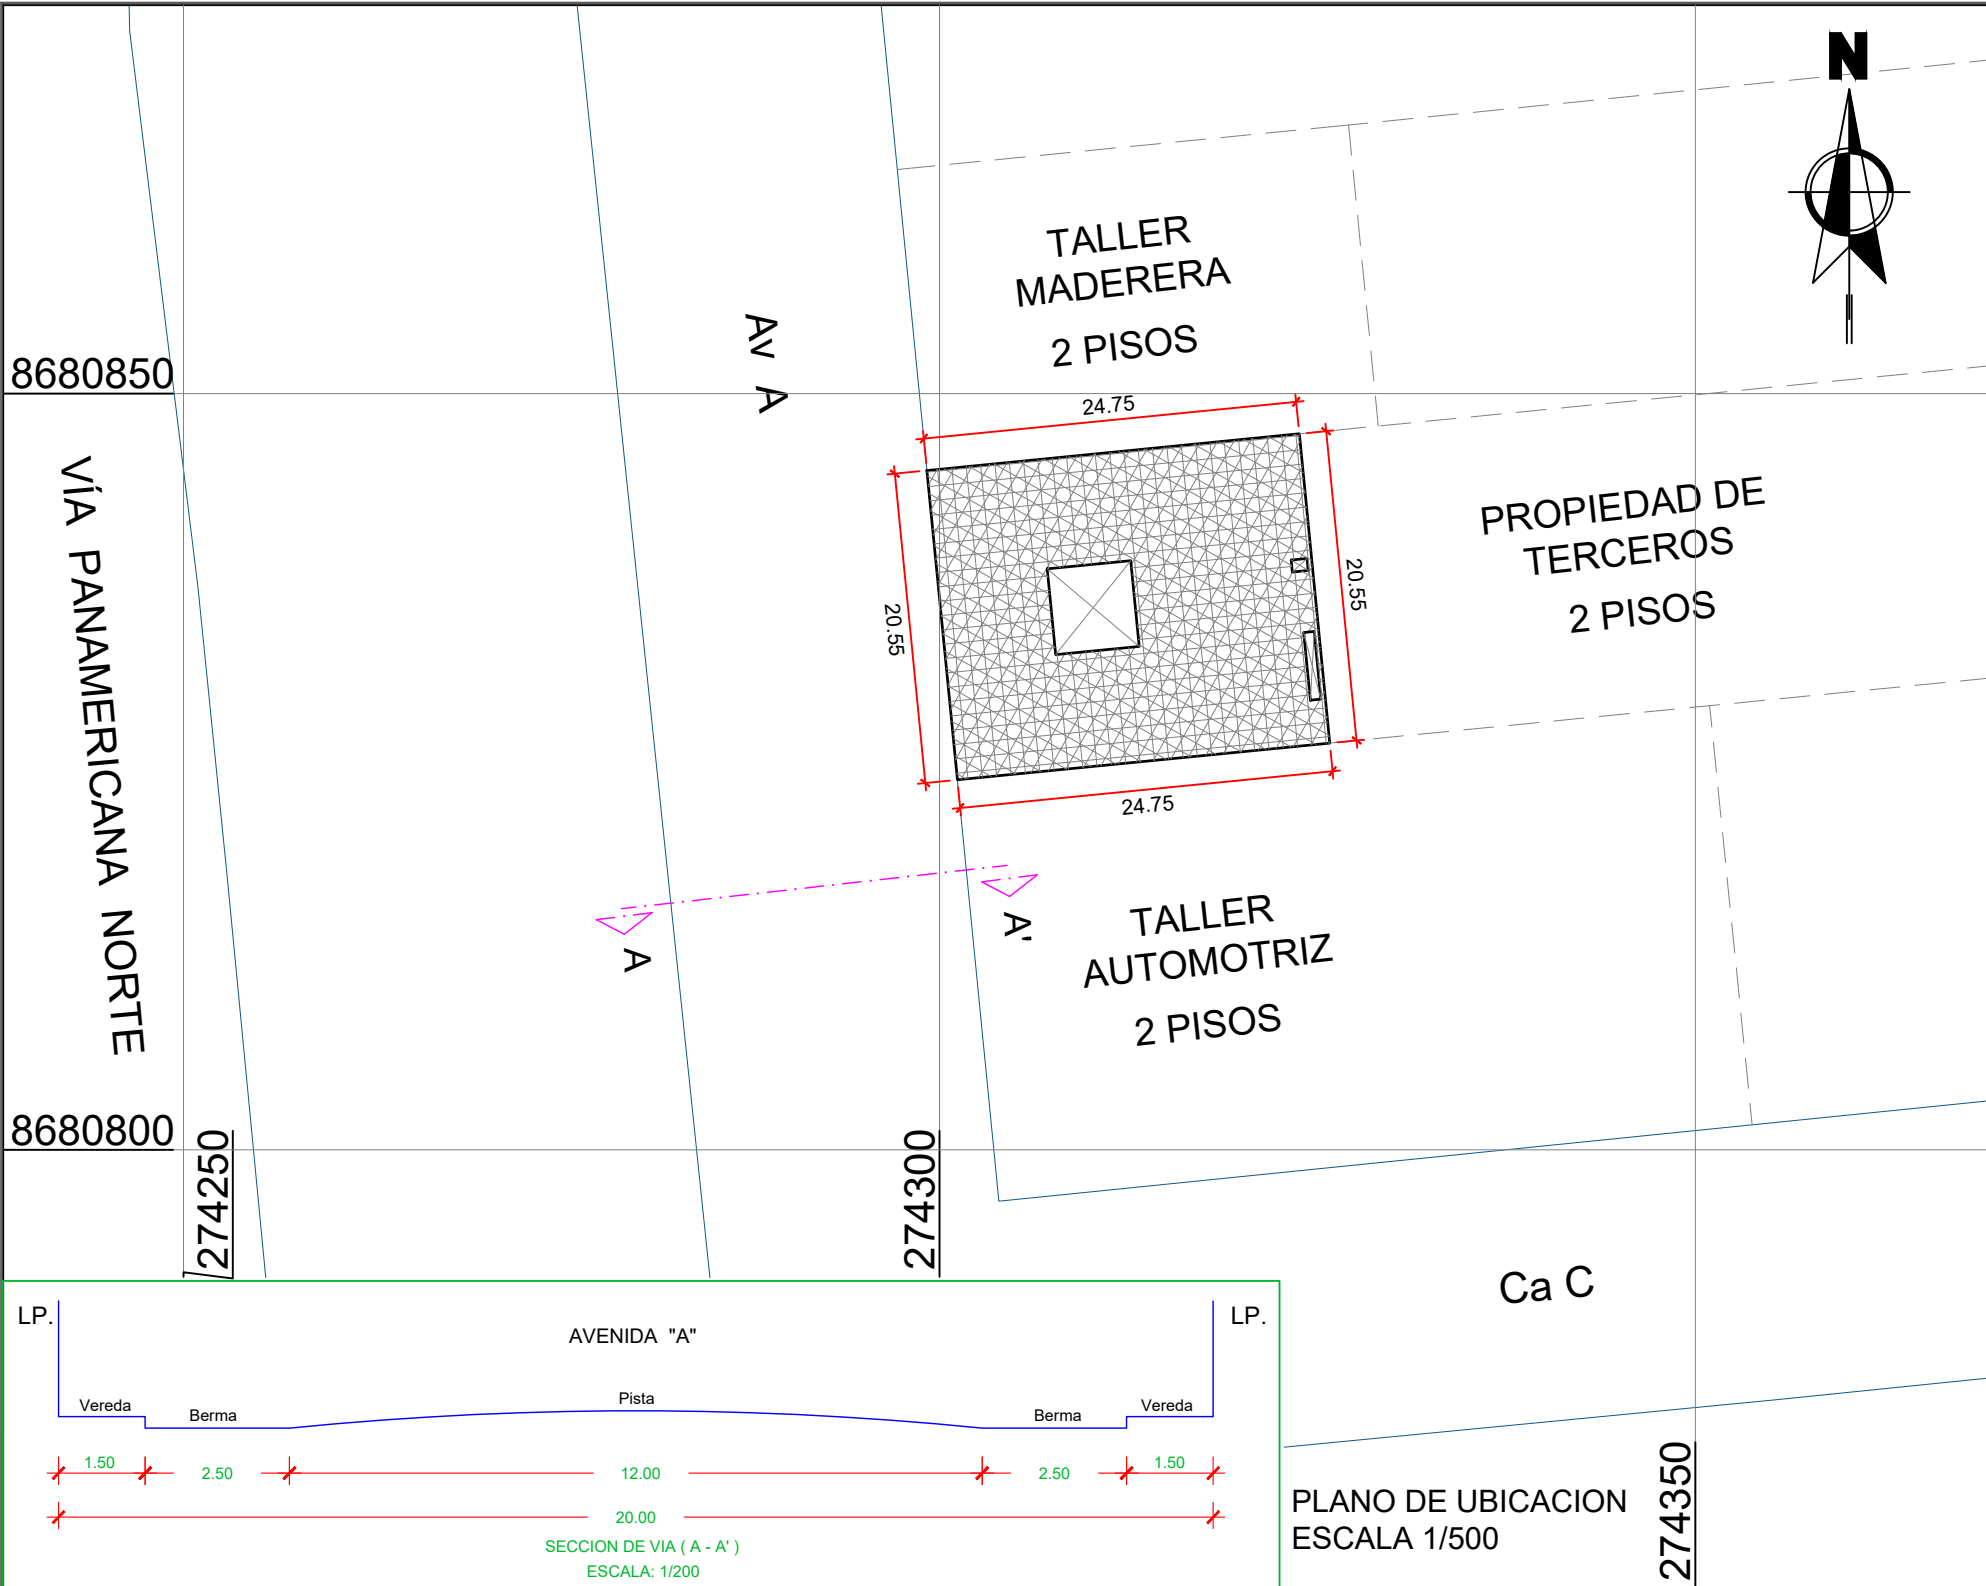 N
TALLER
MADERERA
2 PISOS
Av A
8680850
24.75
VÍA PANAMERICANA NORTE
PROPIEDAD DE
TERCEROS
2 PISOS
20.55
20.55
24.75
A
A'
TALLER
AUTOMOTRIZ
2 PISOS
8680800
274250
274300
Ca C
LP.
AVENIDA "A"
LP.
Vereda
Berma
Pista
Berma
Vereda
1.50
2.50
12.00
2.50
1.50
20.00
SECCION DE VIA ( A - A' )
ESCALA: 1/200
PLANO DE UBICACION
ESCALA 1/500
274350